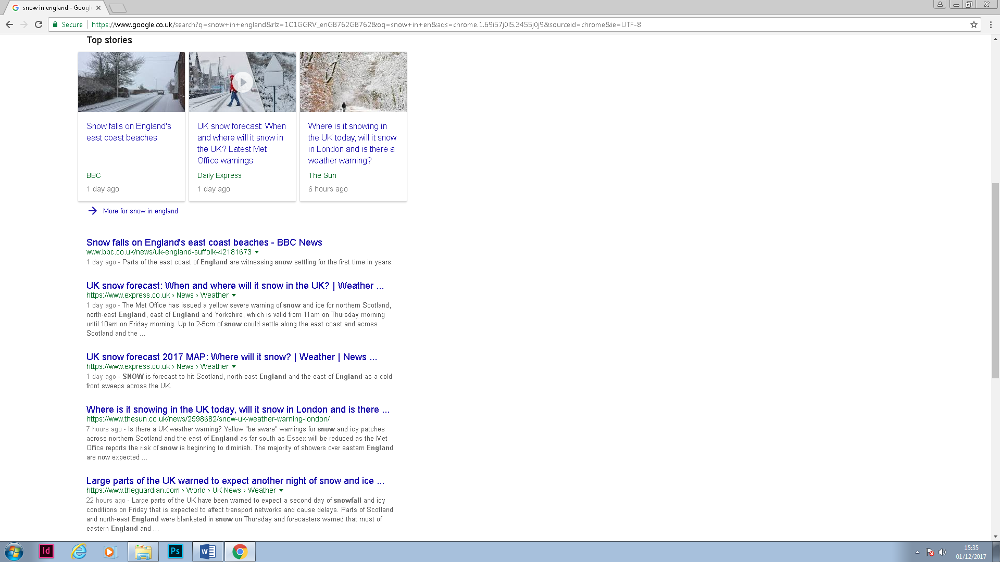 snow in england - Googl
Secure
https://www.google.co.uk/search?q=snow+in+england&rlz=1C1GGRV_enGB762GB762&oq=snow+in+en&aqs=chrome.1.69i57j0l5.3455j0j9&sourceid=chrome&ie=UTF-8
Top stories
Snow falls on England's
east coast beaches
BBC
1 day ago
UK snow forecast: When
and where will it snow in
the UK? Latest Met
Office warnings
Daily Express
1 day ago
Where is it snowing in
the UK today, will it snow
in London and is there a
weather warning?
The Sun
6 hours ago
More for snow in england
Snow falls on England's east coast beaches - BBC News
www.bbc.co.uk/news/uk-england-suffolk-42181673
1 day ago - Parts of the east coast of England are witnessing snow settling for the first time in years.
UK snow forecast: When and where will it snow in the UK? | Weather ...
https://www.express.co.uk › News › Weather
1 day ago - The Met Office has issued a yellow severe warning of snow and ice for northern Scotland,
north-east England, east of England and Yorkshire, which is valid from 11am on Thursday morning
until 10am on Friday morning. Up to 2-5cm of snow could settle along the east coast and across
Scotland and the ...
UK snow forecast 2017 MAP: Where will it snow? | Weather | News ...
https://www.express.co.uk › News › Weather
1 day ago - SNOW is forecast to hit Scotland, north-east England and the east of England as a cold
front sweeps across the UK.
Where is it snowing in the UK today, will it snow in London and is there ...
https://www.thesun.co.uk/news/2598682/snow-uk-weather-warning-london/
7 hours ago - Is there a UK weather warning? Yellow "be aware" warnings for snow and icy patches
across northern Scotland and the east of England as far south as Essex will be reduced as the Met
Office reports the risk of snow is beginning to diminish. The majority of showers over eastern England
are now expected ...
Large parts of the UK warned to expect another night of snow and ice ...
https://www.theguardian.com › World › UK News › Weather
22 hours ago - Large parts of the UK have been warned to expect a second day of snowfall and icy
conditions on Friday that is expected to affect transport networks and cause delays. Parts of Scotland
and north-east England were blanketed in snow on Thursday and forecasters warned that most of
eastern England and ...
Id
Ps
W
15:35
01/12/2017